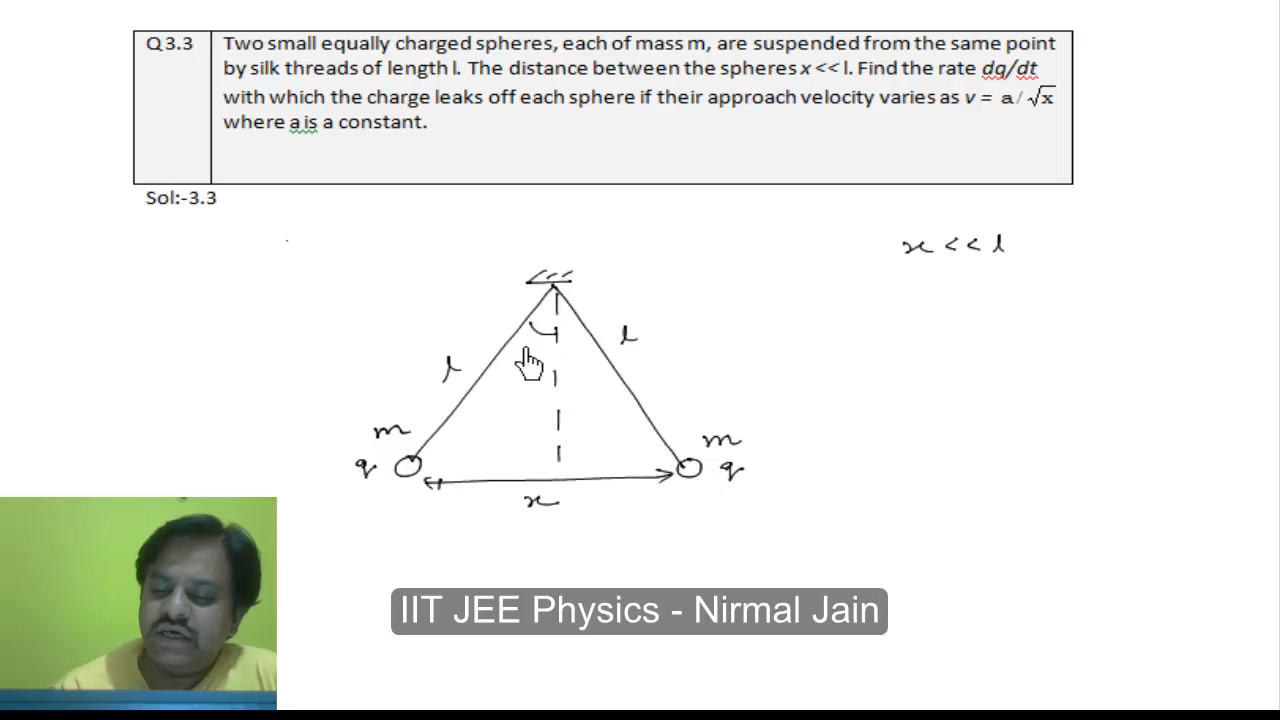 Q3.3 Two small equally charged spheres, each of mass m, are suspended from the same point
by silk threads of length l. The distance between the spheres x << l. Find the rate dq/dt
with which the charge leaks off each sphere if their approach velocity varies as v = a/√x
where a is a constant.
Sol:-3.3
x << l
l
l
m
m
q
q
x
IIT JEE Physics - Nirmal Jain